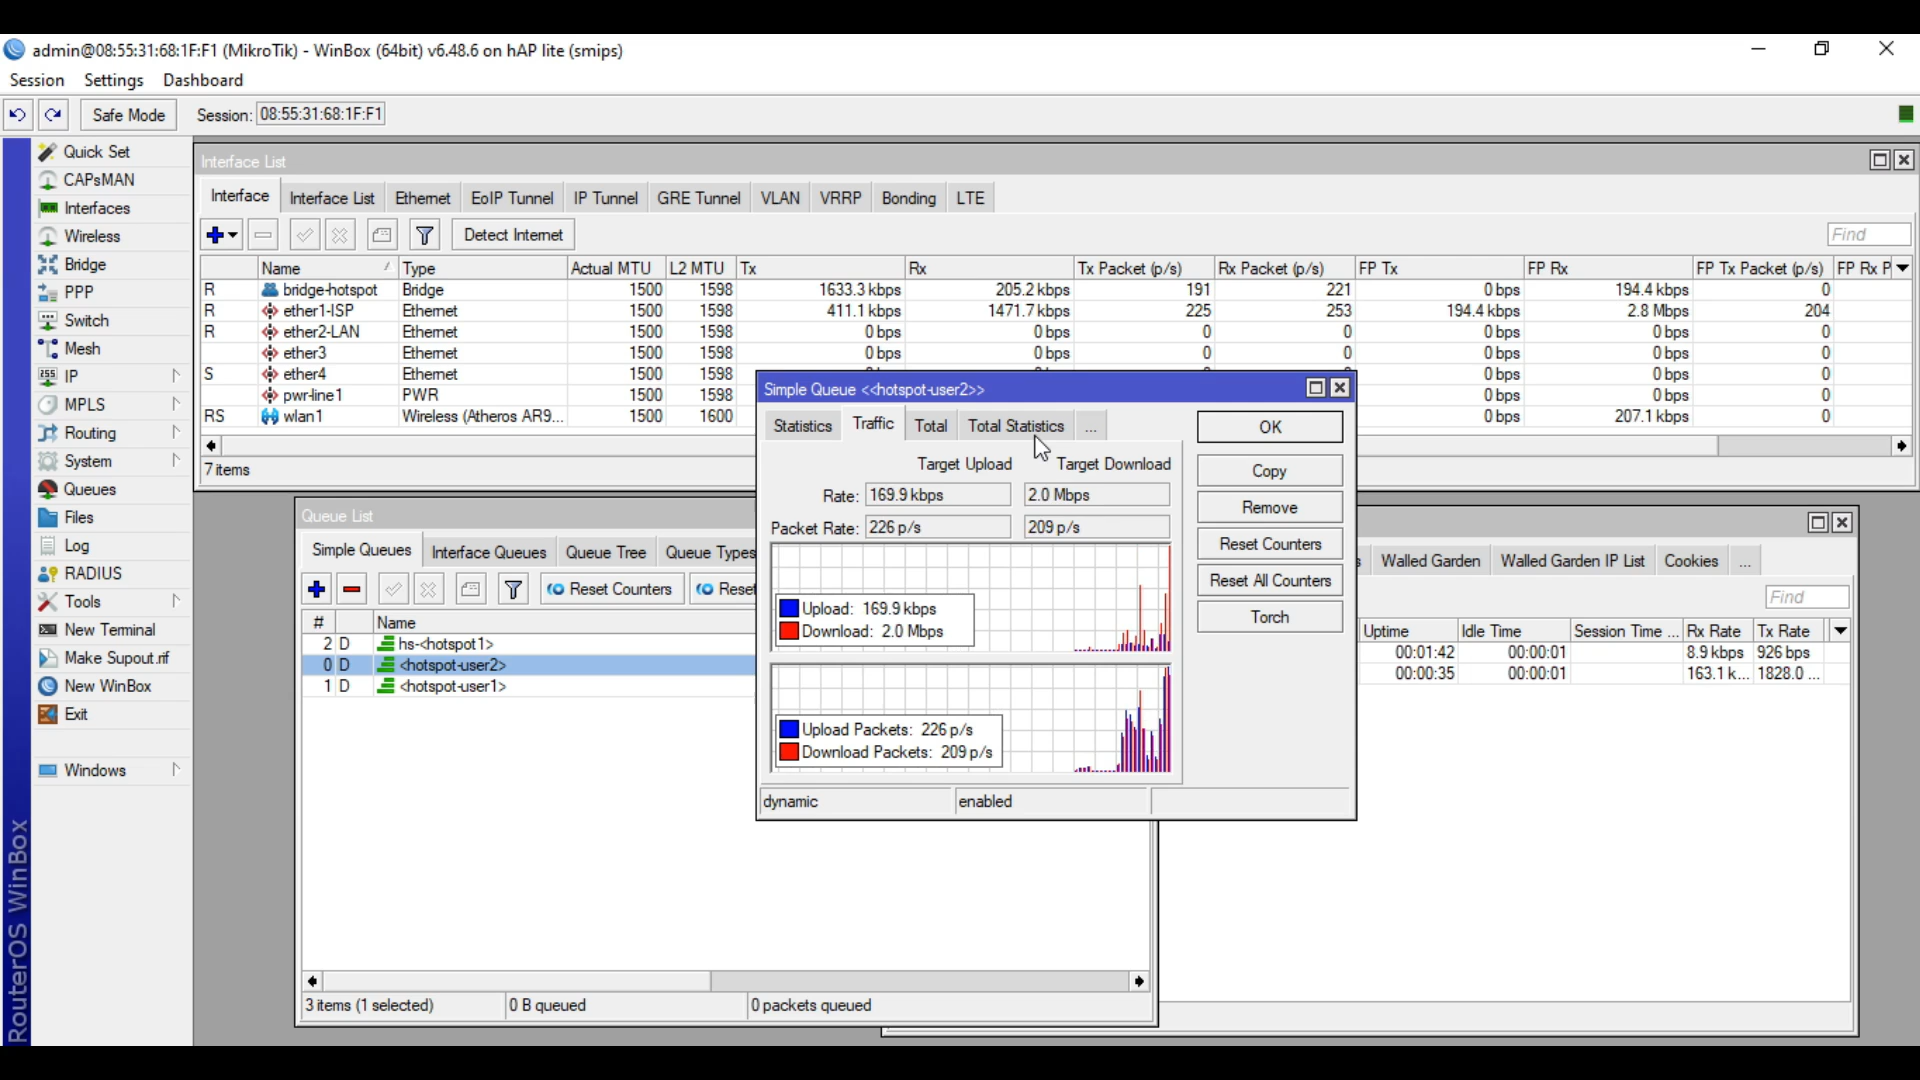 admin@08:55:31:68:1F:F1 (MikroTik) - WinBox (64bit) v6.48.6 on hAP lite (smips)
Session Settings Dashboard
Safe Mode Session: 08:55:31:68:1F:F1
Quick Set
CAPsMAN
Interfaces
Wireless
Bridge
PPP
Switch
Mesh
IP
MPLS
Routing
System
Queues
Files
Log
RADIUS
Tools
New Terminal
Make Supout.rif
New WinBox
Exit
Windows
RouterOS WinBox
Interface List
Interface Interface List Ethernet EoIP Tunnel IP Tunnel GRE Tunnel VLAN VRRP Bonding LTE
Detect Internet Find
Name Type Actual MTU L2 MTU Tx Rx Tx Packet (p/s) Rx Packet (p/s) FP Tx FP Rx FP Tx Packet (p/s) FP Rx P
R bridge-hotspot Bridge 1500 1598 1633.3 kbps 205.2 kbps 191 221 0 bps 194.4 kbps 0
R ether1-ISP Ethernet 1500 1598 411.1 kbps 1471.7 kbps 225 253 194.4 kbps 2.8 Mbps 204
R ether2-LAN Ethernet 1500 1598 0 bps 0 bps 0 0 0 bps 0 bps 0
ether3 Ethernet 1500 1598 0 bps 0 bps 0 0 0 bps 0 bps 0
S ether4 Ethernet 1500 1598 0 bps 0 bps 0
pwr-line1 PWR 1500 1598 0 bps 0 bps 0
RS wlan1 Wireless (Atheros AR9... 1500 1600 0 bps 207.1 kbps 0
7 items
Simple Queue <<hotspot-user2>>
Statistics Traffic Total Total Statistics ...
Target Upload Target Download
Rate: 169.9 kbps 2.0 Mbps
Packet Rate: 226 p/s 209 p/s
Upload: 169.9 kbps
Download: 2.0 Mbps
Upload Packets: 226 p/s
Download Packets: 209 p/s
dynamic enabled
OK
Copy
Remove
Reset Counters
Reset All Counters
Torch
Queue List
Simple Queues Interface Queues Queue Tree Queue Types
Reset Counters Reset
# Name
2 D hs-<hotspot1>
0 D <hotspot-user2>
1 D <hotspot-user1>
3 items (1 selected) 0 B queued 0 packets queued
s Walled Garden Walled Garden IP List Cookies ...
Find
Uptime Idle Time Session Time ... Rx Rate Tx Rate
00:01:42 00:00:01 8.9 kbps 926 bps
00:00:35 00:00:01 163.1 k... 1828.0 ...